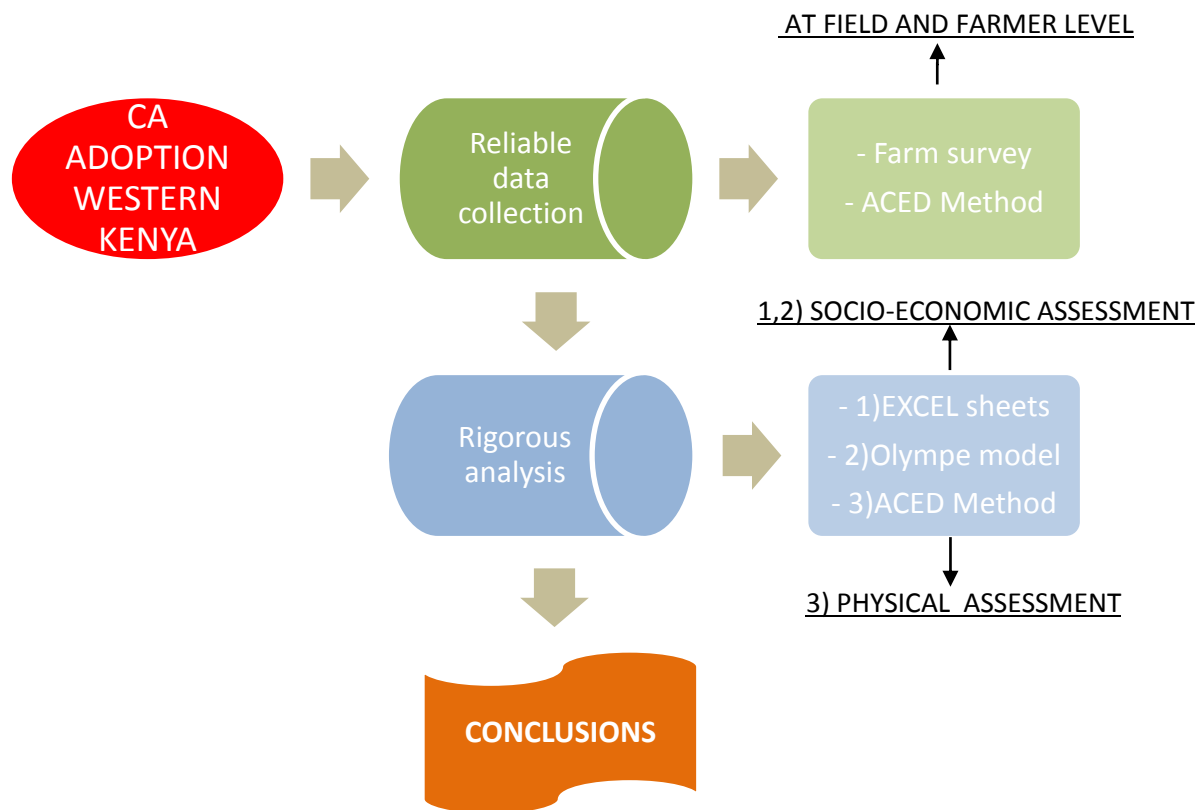 AT FIELD AND FARMER LEVEL
CA
ADOPTION
WESTERN
KENYA
Reliable
data
collection
- Farm survey
- ACED Method
1,2) SOCIO-ECONOMIC ASSESSMENT
Rigorous
analysis
- 1)EXCEL sheets
- 2)Olympe model
- 3)ACED Method
3) PHYSICAL ASSESSMENT
CONCLUSIONS